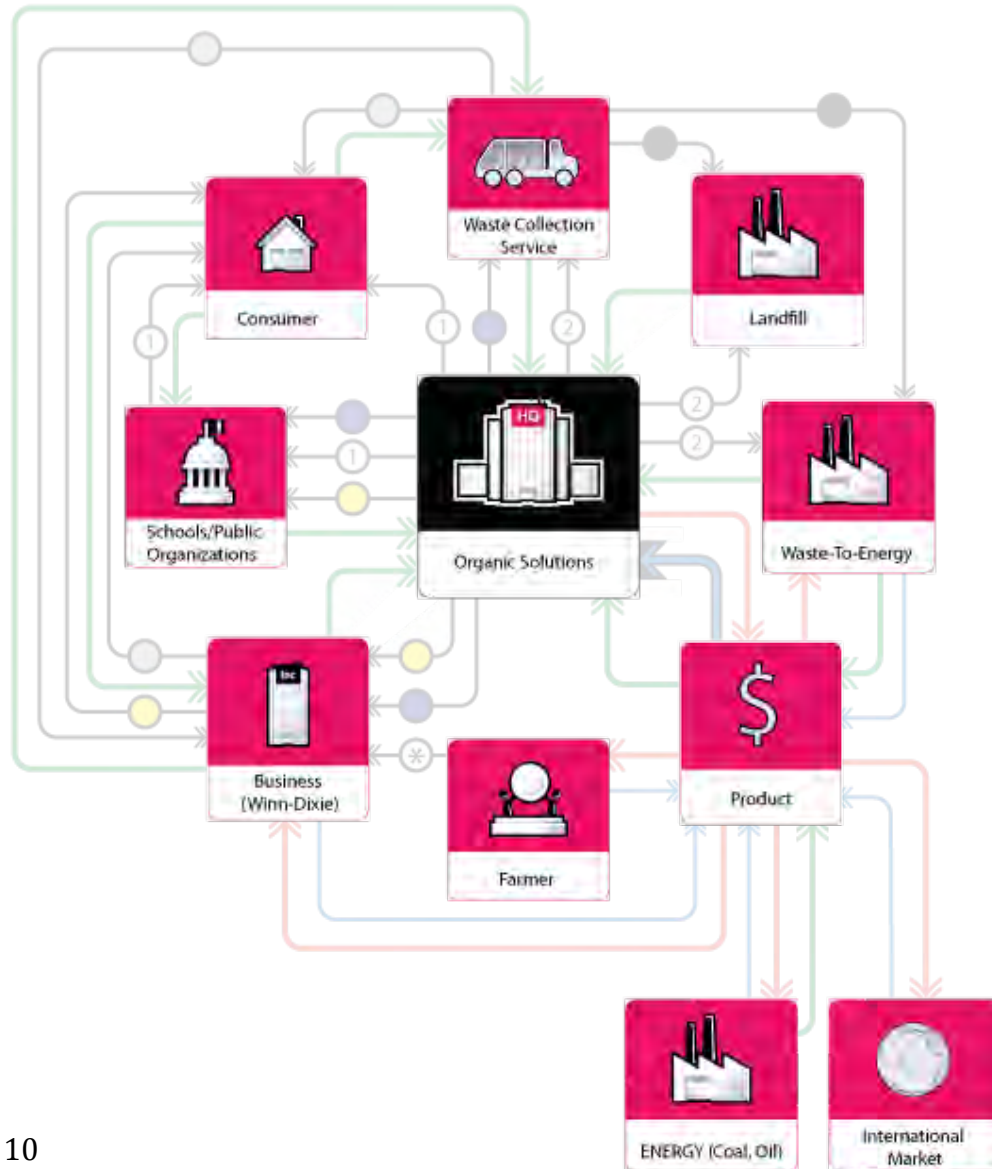 Waste Collection
Service
Consumer
Landfill
1
1
2
HQ
2
1
2
Schools/Public
Organizations
Organic Solutions
Waste-To-Energy
Inc
$
*
Business
(Winn-Dixie)
Product
Farmer
ENERGY (Coal, Oil)
International
Market
10